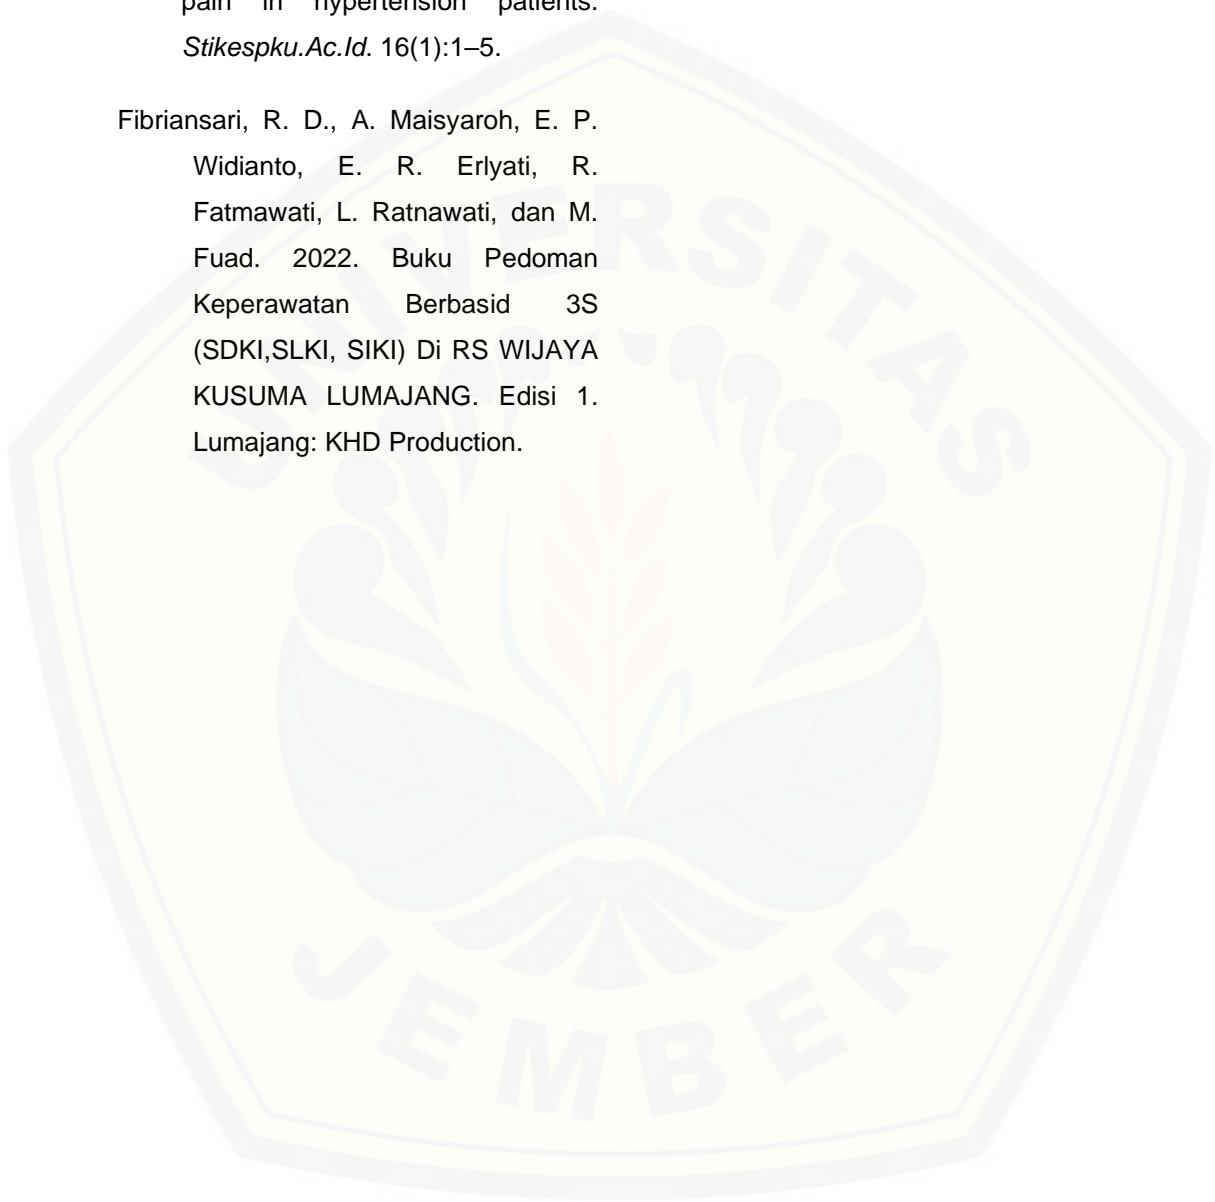 pain in hypertension patients.
Stikespku.Ac.Id. 16(1):1–5.
Fibriansari, R. D., A. Maisyaroh, E. P.
Widianto, E. R. Erlyati, R.
Fatmawati, L. Ratnawati, dan M.
Fuad. 2022. Buku Pedoman
Keperawatan Berbasid 3S
(SDKI,SLKI, SIKI) Di RS WIJAYA
KUSUMA LUMAJANG. Edisi 1.
Lumajang: KHD Production.
UNIVERSITAS
JEMBER